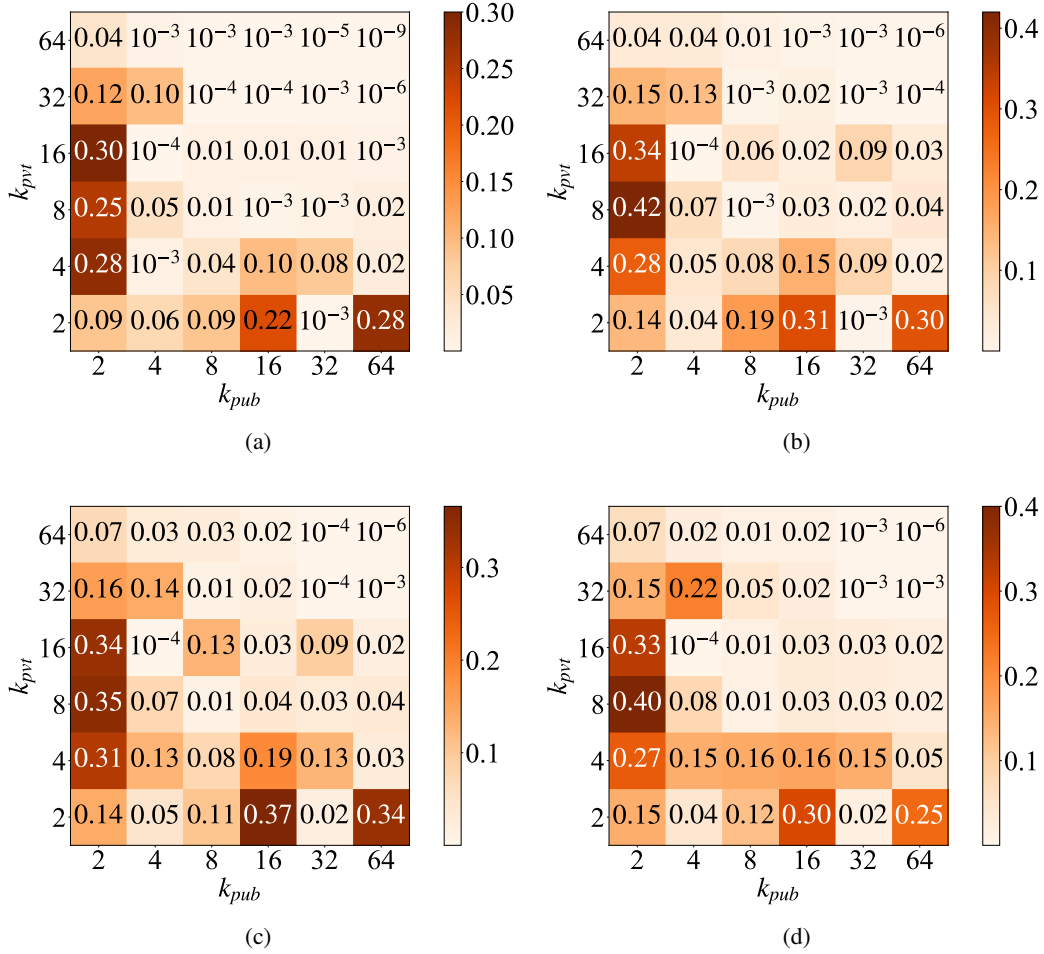 64 0.04 10⁻³ 10⁻³ 10⁻³ 10⁻⁵ 10⁻⁹
32 0.12 0.10 10⁻⁴ 10⁻⁴ 10⁻³ 10⁻⁶
16 0.30 10⁻⁴ 0.01 0.01 0.01 10⁻³
8 0.25 0.05 0.01 10⁻³ 10⁻³ 0.02
4 0.28 10⁻³ 0.04 0.10 0.08 0.02
2 0.09 0.06 0.09 0.22 10⁻³ 0.28
2 4 8 16 32 64
k_pub
k_pvt
0.30
0.25
0.20
0.15
0.10
0.05
(a)
64 0.04 0.04 0.01 10⁻³ 10⁻³ 10⁻⁶
32 0.15 0.13 10⁻³ 0.02 10⁻³ 10⁻⁴
16 0.34 10⁻⁴ 0.06 0.02 0.09 0.03
8 0.42 0.07 10⁻³ 0.03 0.02 0.04
4 0.28 0.05 0.08 0.15 0.09 0.02
2 0.14 0.04 0.19 0.31 10⁻³ 0.30
2 4 8 16 32 64
k_pub
k_pvt
0.4
0.3
0.2
0.1
(b)
64 0.07 0.03 0.03 0.02 10⁻⁴ 10⁻⁶
32 0.16 0.14 0.01 0.02 10⁻⁴ 10⁻³
16 0.34 10⁻⁴ 0.13 0.03 0.09 0.02
8 0.35 0.07 0.01 0.04 0.03 0.04
4 0.31 0.13 0.08 0.19 0.13 0.03
2 0.14 0.05 0.11 0.37 0.02 0.34
2 4 8 16 32 64
k_pub
k_pvt
0.3
0.2
0.1
(c)
64 0.07 0.02 0.01 0.02 10⁻³ 10⁻⁶
32 0.15 0.22 0.05 0.02 10⁻³ 10⁻³
16 0.33 10⁻⁴ 0.01 0.03 0.03 0.02
8 0.40 0.08 0.01 0.03 0.03 0.02
4 0.27 0.15 0.16 0.16 0.15 0.05
2 0.15 0.04 0.12 0.30 0.02 0.25
2 4 8 16 32 64
k_pub
k_pvt
0.4
0.3
0.2
0.1
(d)